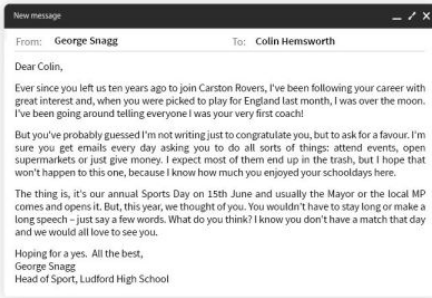 New message
From: George Snagg To: Colin Hemsworth
Dear Colin,
Ever since you left us ten years ago to join Carston Rovers, I've been following your career with
great interest and, when you were picked to play for England last month, I was over the moon.
I've been going around telling everyone I was your very first coach!
But you've probably guessed I'm not writing just to congratulate you, but to ask for a favour. I'm
sure you get emails every day asking you to do all sorts of things: attend events, open
supermarkets or just give money. I expect most of them end up in the trash, but I hope that
won't happen to this one, because I know how much you enjoyed your schooldays here.
The thing is, it's our annual Sports Day on 15th June and usually the Mayor or the local MP
comes and opens it. But, this year, we thought of you. You wouldn't have to stay long or make a
long speech – just say a few words. What do you think? I know you don't have a match that day
and we would all love to see you.
Hoping for a yes. All the best,
George Snagg
Head of Sport, Ludford High School